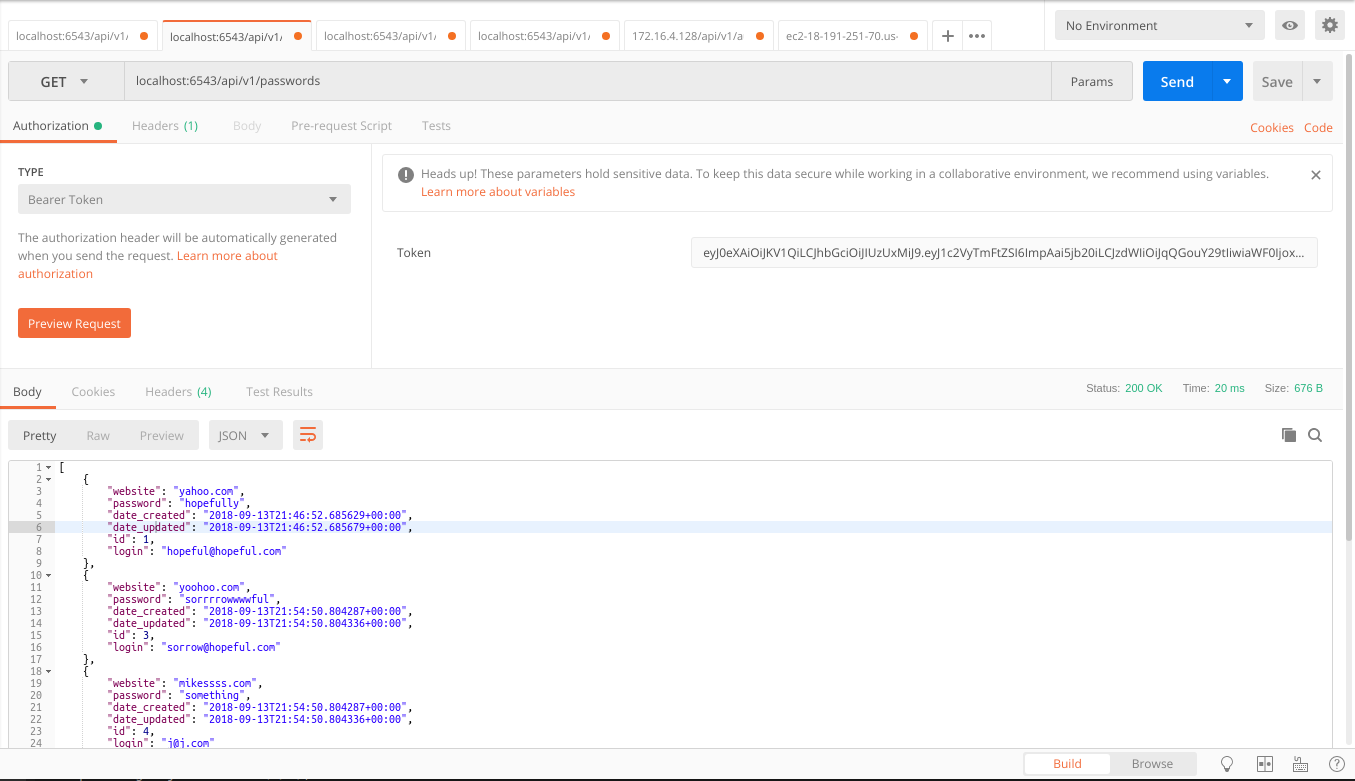 localhost:6543/api/v1/
localhost:6543/api/v1/
localhost:6543/api/v1/
localhost:6543/api/v1/
172.16.4.128/api/v1/a
ec2-18-191-251-70.us-
No Environment
GET
localhost:6543/api/v1/passwords
Params
Send
Save
Authorization
Headers (1)
Body
Pre-request Script
Tests
Cookies
Code
TYPE
Bearer Token
The authorization header will be automatically generated
when you send the request. Learn more about
authorization
Preview Request
Heads up! These parameters hold sensitive data. To keep this data secure while working in a collaborative environment, we recommend using variables.
Learn more about variables
Token
Body
Cookies
Headers (4)
Test Results
Status: 200 OK
Time: 20 ms
Size: 676 B
Pretty
Raw
Preview
JSON
1 [
2 {
3 "website": "yahoo.com",
4 "password": "hopefully",
5 "date_created": "2018-09-13T21:46:52.685629+00:00",
6 "date_updated": "2018-09-13T21:46:52.685679+00:00",
7 "id": 1,
8 "login": "hopeful@hopeful.com"
9 },
10 {
11 "website": "yoohoo.com",
12 "password": "sorrrrowwwwful",
13 "date_created": "2018-09-13T21:54:50.804287+00:00",
14 "date_updated": "2018-09-13T21:54:50.804336+00:00",
15 "id": 3,
16 "login": "sorrow@hopeful.com"
17 },
18 {
19 "website": "mikessss.com",
20 "password": "something",
21 "date_created": "2018-09-13T21:54:50.804287+00:00",
22 "date_updated": "2018-09-13T21:54:50.804336+00:00",
23 "id": 4,
24 "login": "j@j.com"
Build
Browse